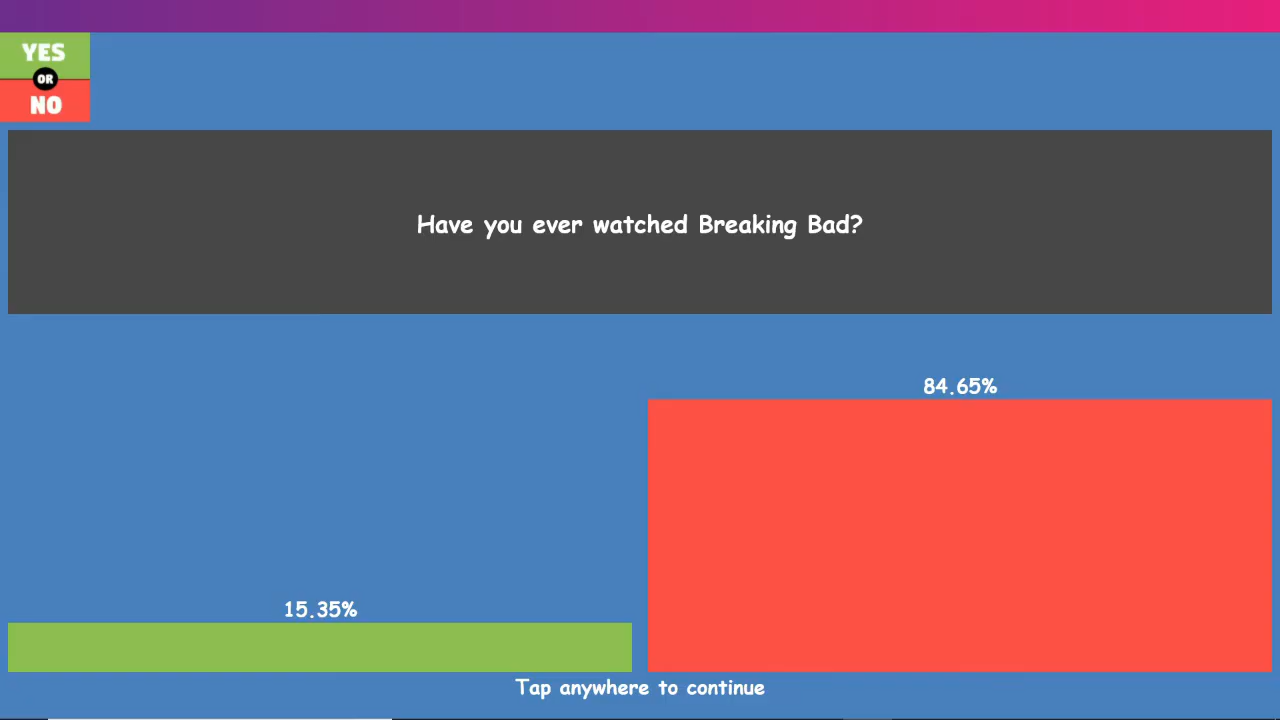 YES
OR
NO
Have you ever watched Breaking Bad?
84.65%
15.35%
Tap anywhere to continue